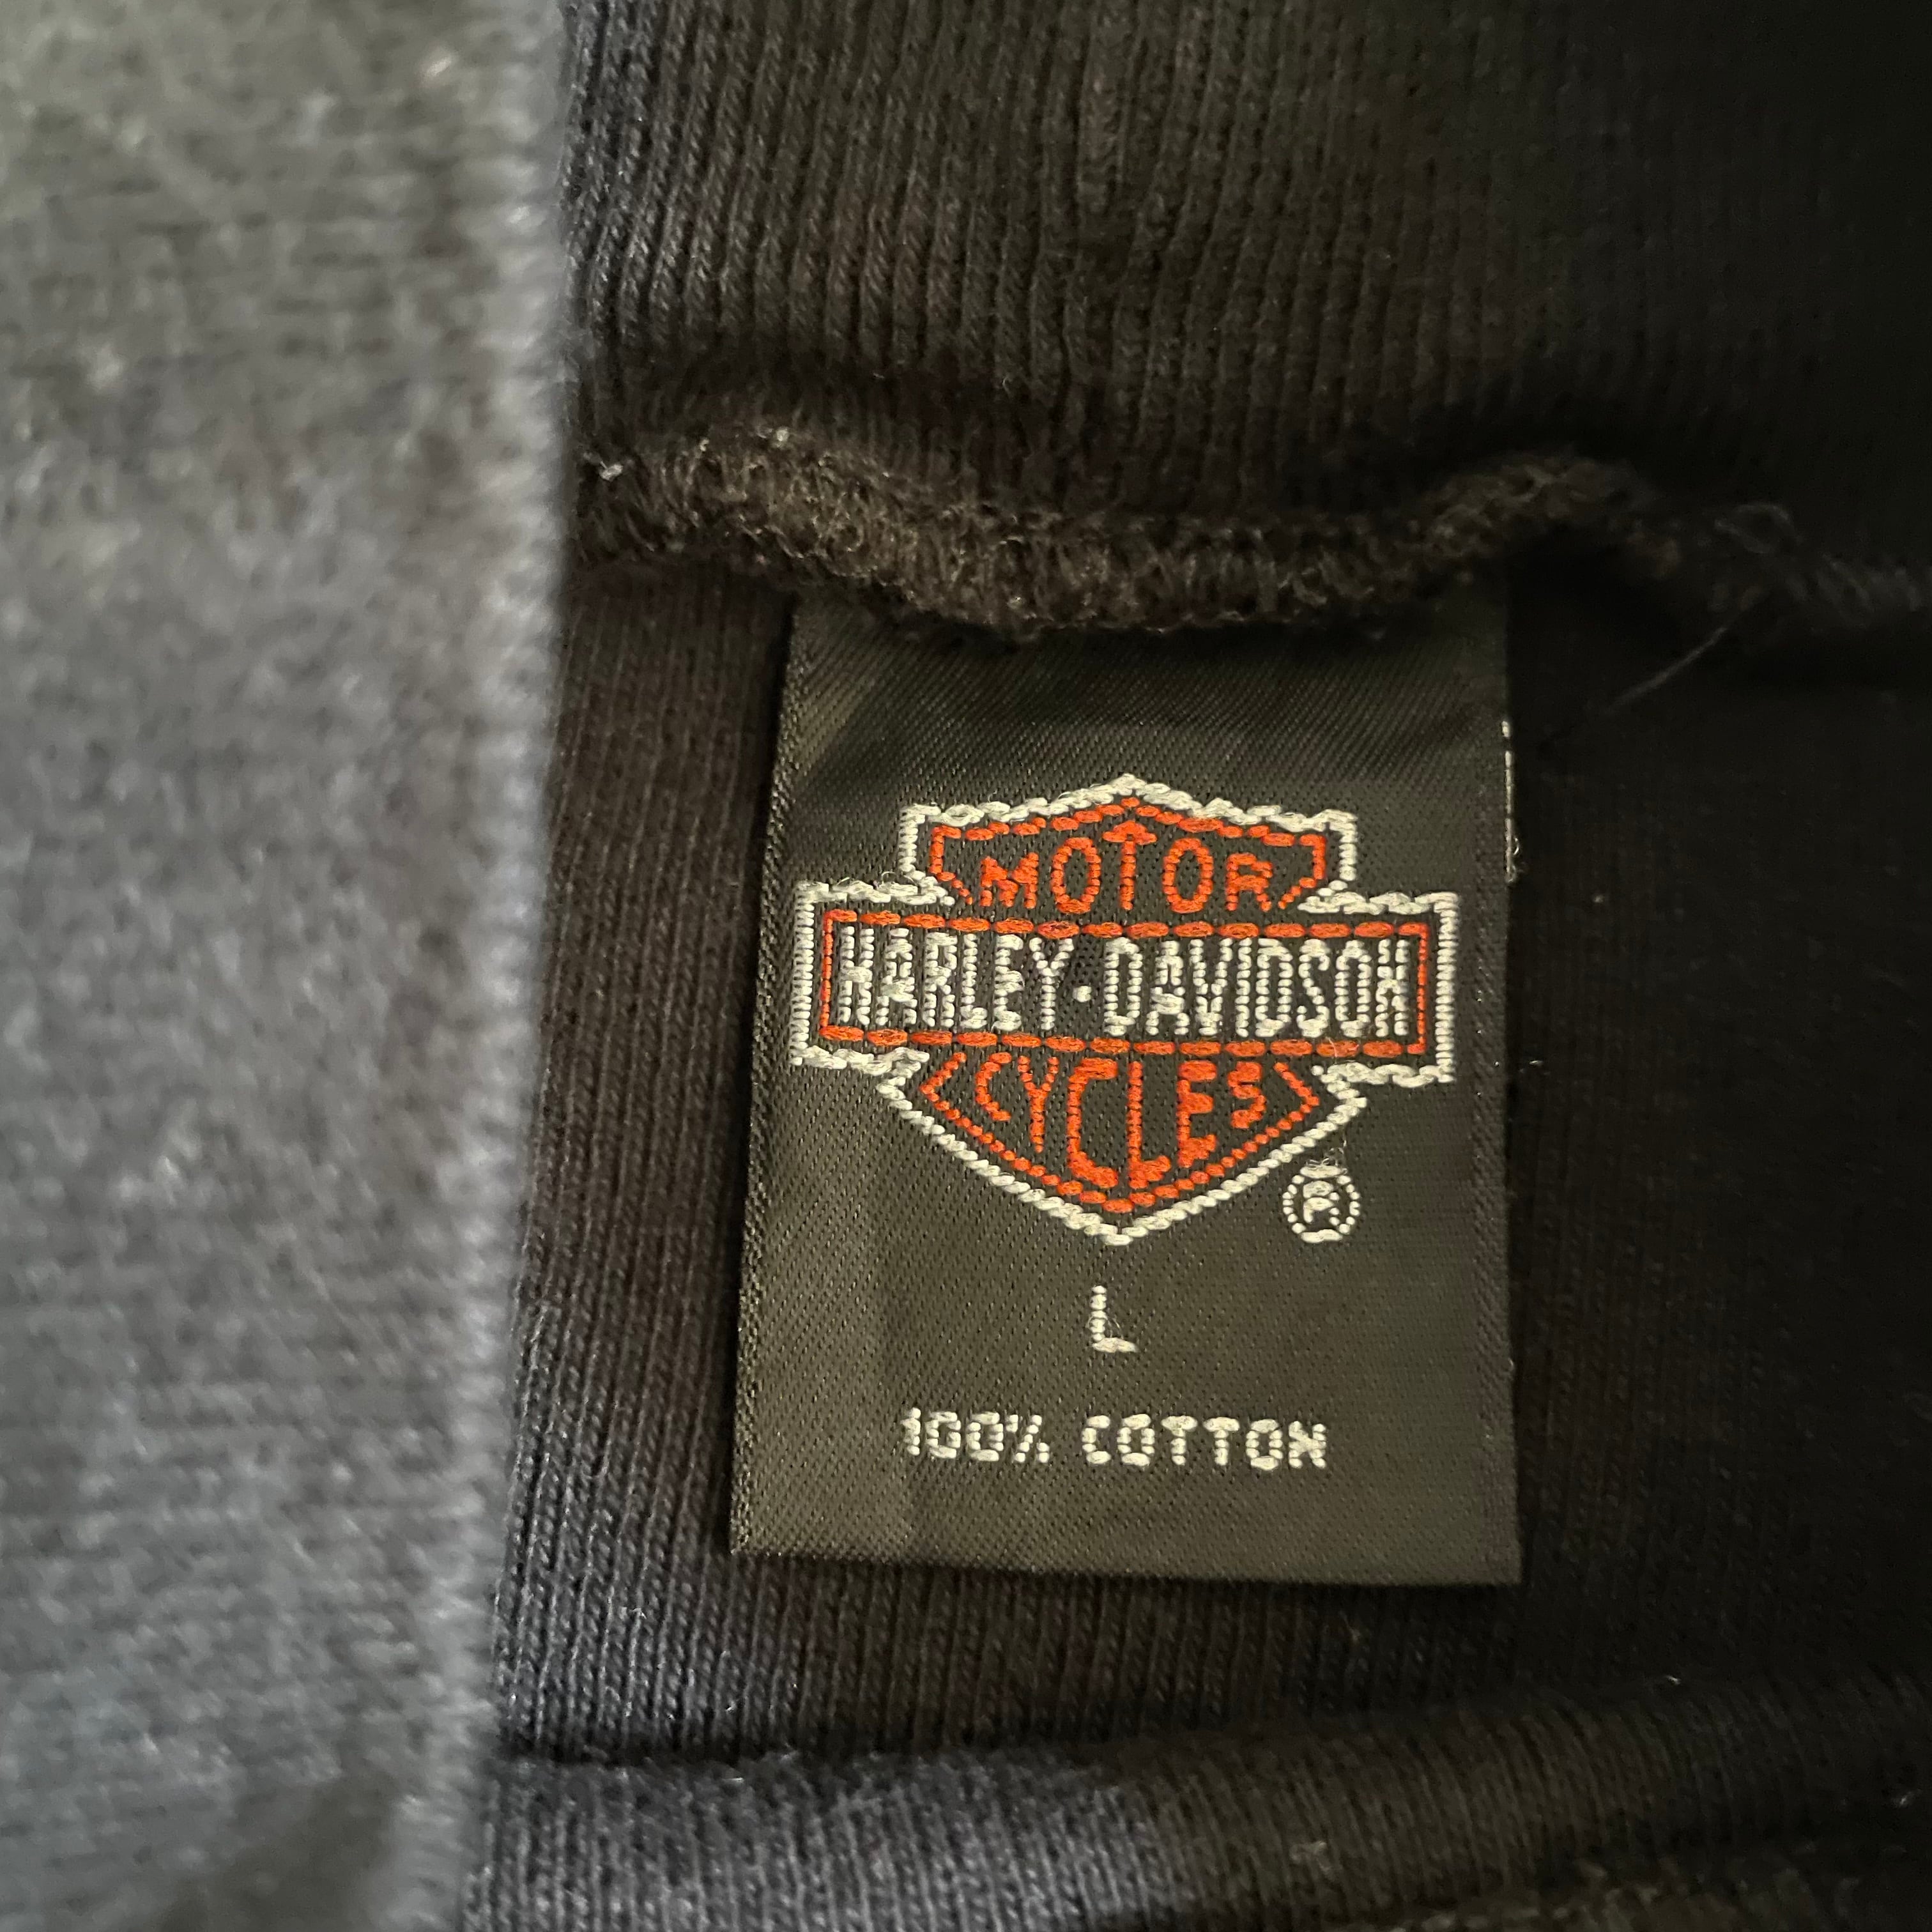 MOTOR
HARLEY-DAVIDSON
CYCLES
®
L
100% COTTON